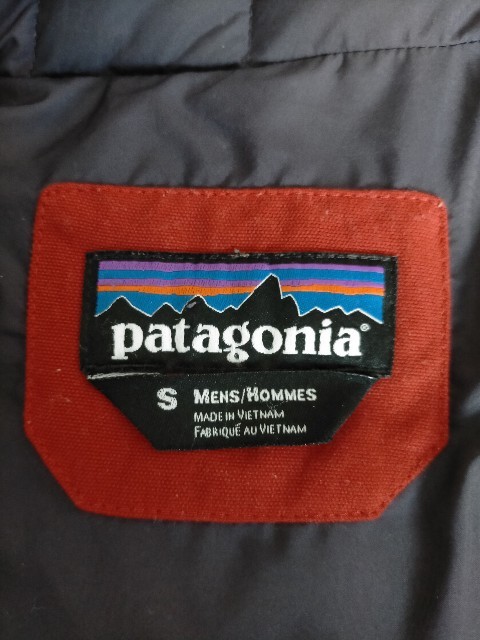 patagonia®
S MENS/HOMMES
MADE IN VIETNAM
FABRIQUÉ AU VIETNAM